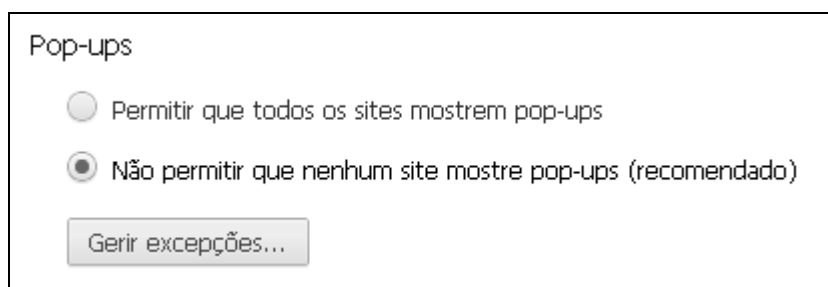 Pop-ups
Permitir que todos os sites mostrem pop-ups
Não permitir que nenhum site mostre pop-ups (recomendado)
Gerir excepções...